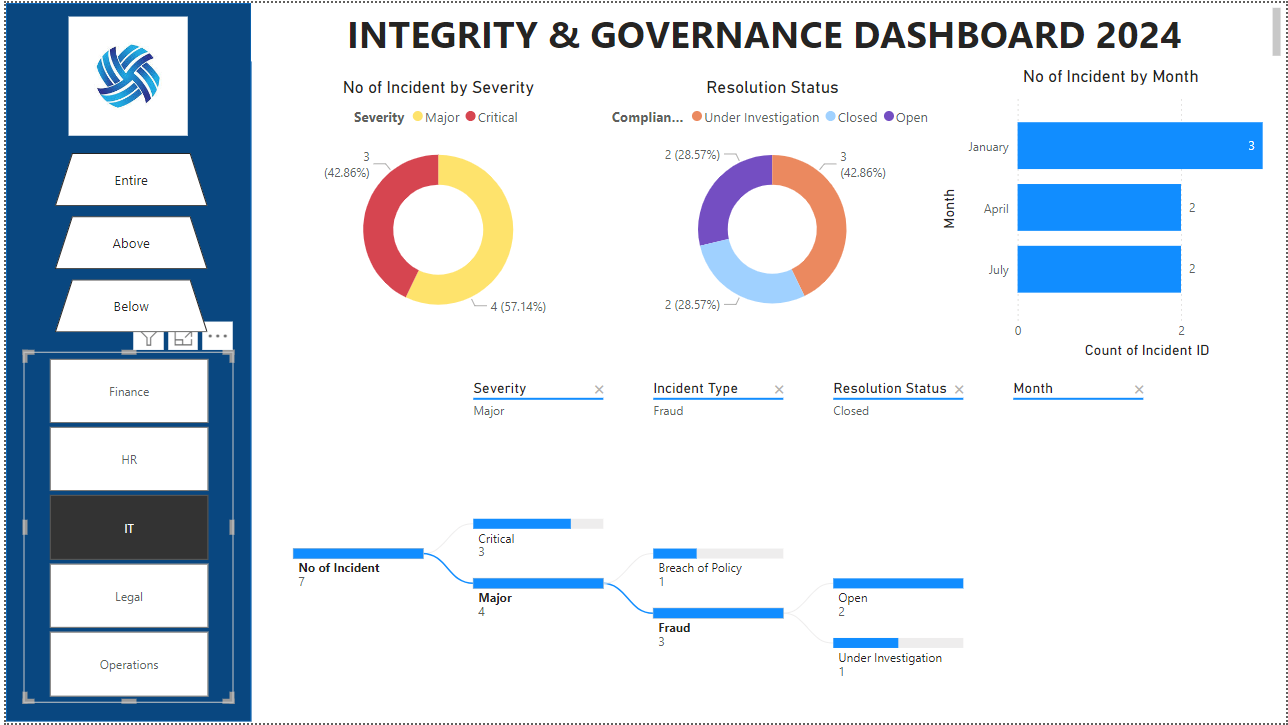 INTEGRITY & GOVERNANCE DASHBOARD 2024
Entire
Above
Below
Finance
HR
IT
Legal
Operations
No of Incident by Severity
Severity Major Critical
3
(42.86%)
4 (57.14%)
Resolution Status
Complian... Under Investigation Closed Open
2 (28.57%)
3
(42.86%)
2 (28.57%)
No of Incident by Month
Month
January 3
April 2
July 2
0 2
Count of Incident ID
Severity Incident Type Resolution Status Month
Major Fraud Closed
No of Incident
7
Critical
3
Major
4
Breach of Policy
1
Fraud
3
Open
2
Under Investigation
1